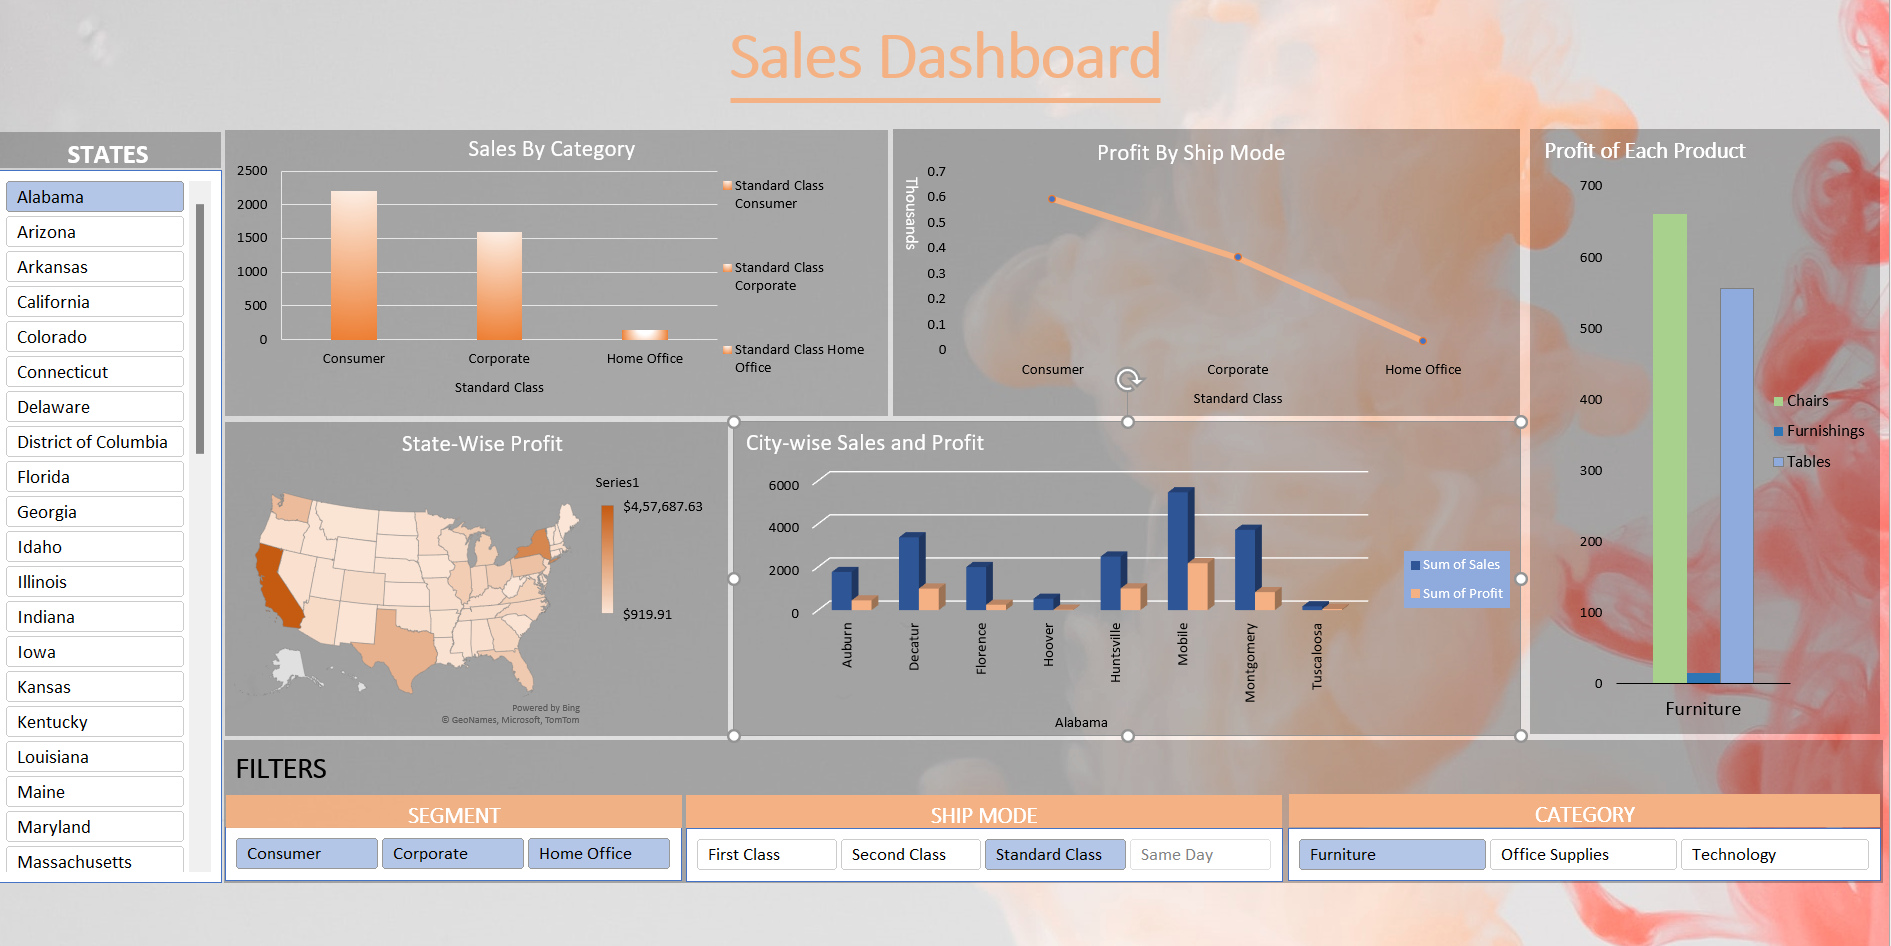 Sales Dashboard
STATES
Alabama
Arizona
Arkansas
California
Colorado
Connecticut
Delaware
District of Columbia
Florida
Georgia
Idaho
Illinois
Indiana
Iowa
Kansas
Kentucky
Louisiana
Maine
Maryland
Massachusetts
Sales By Category
2500
2000
1500
1000
500
0
Consumer Corporate Home Office
Standard Class
Standard Class
Consumer
Standard Class
Corporate
Standard Class Home
Office
Profit By Ship Mode
Thousands
0.7
0.6
0.5
0.4
0.3
0.2
0.1
0
Consumer Corporate Home Office
Standard Class
Profit of Each Product
700
600
500
400
300
200
100
0
Furniture
Chairs
Furnishings
Tables
State-Wise Profit
Series1
$4,57,687.63
$919.91
Powered by Bing
© GeoNames, Microsoft, TomTom
City-wise Sales and Profit
6000
4000
2000
0
Auburn
Decatur
Florence
Hoover
Huntsville
Mobile
Montgomery
Tuscaloosa
Alabama
Sum of Sales
Sum of Profit
FILTERS
SEGMENT
Consumer Corporate Home Office
SHIP MODE
First Class Second Class Standard Class Same Day
CATEGORY
Furniture Office Supplies Technology